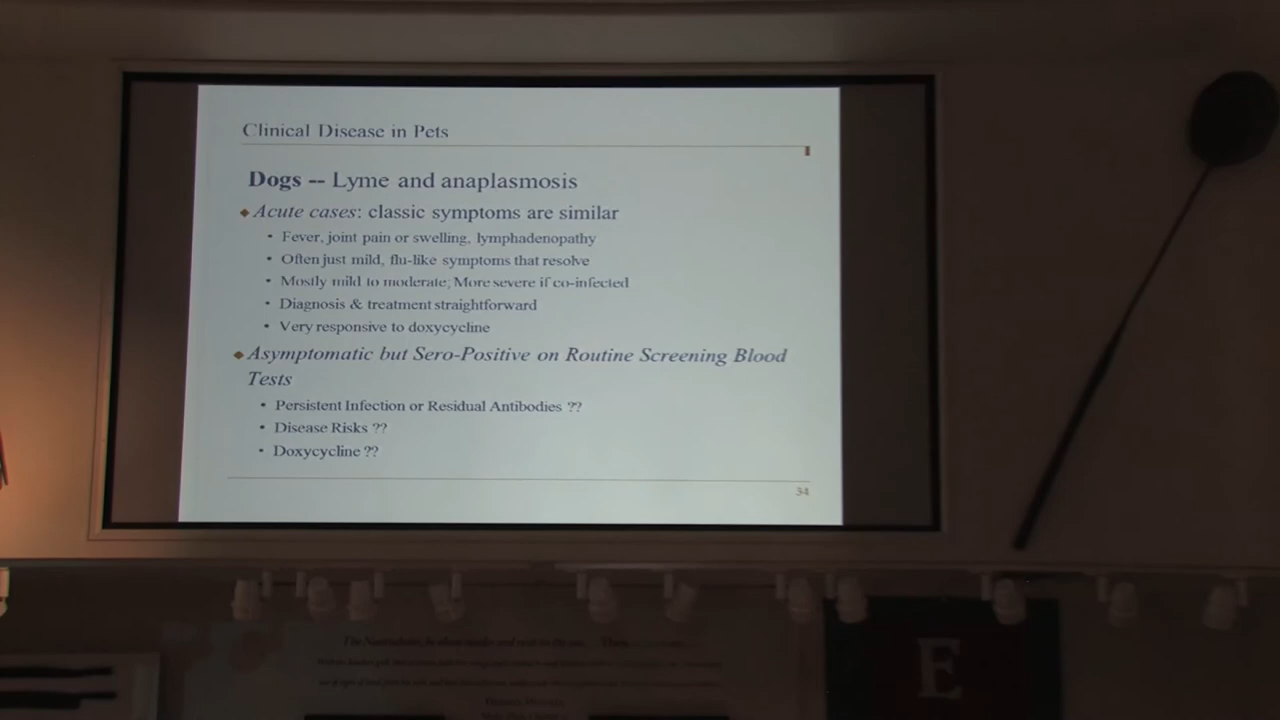 Clinical Disease in Pets
Dogs -- Lyme and anaplasmosis
◆ Acute cases: classic symptoms are similar
• Fever, joint pain or swelling, lymphadenopathy
• Often just mild, flu-like symptoms that resolve
• Mostly mild to moderate; More severe if co-infected
• Diagnosis & treatment straightforward
• Very responsive to doxycycline
◆ Asymptomatic but Sero-Positive on Routine Screening Blood
Tests
• Persistent Infection or Residual Antibodies ??
• Disease Risks ??
• Doxycycline ??
34
E